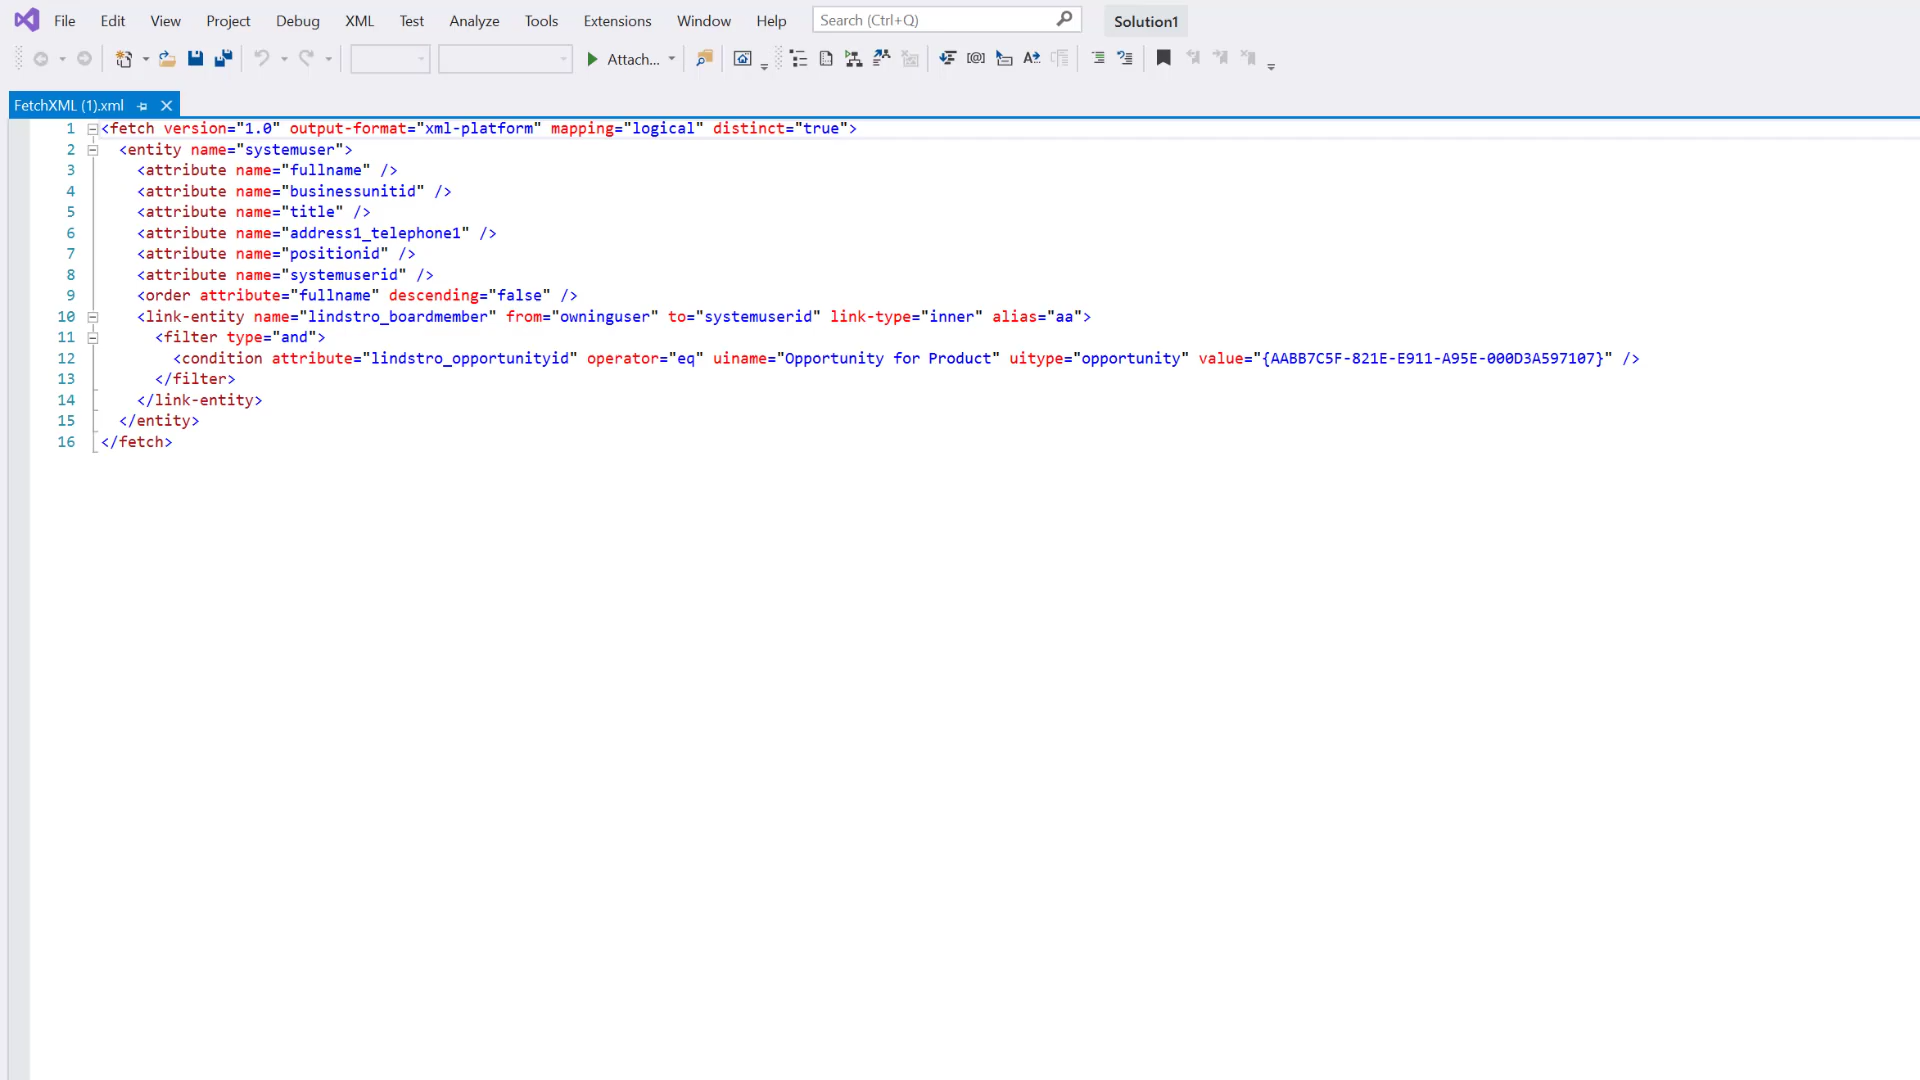 File Edit View Project Debug XML Test Analyze Tools Extensions Window Help Search (Ctrl+Q) Solution1
Attach...
FetchXML (1).xml
1 <fetch version="1.0" output-format="xml-platform" mapping="logical" distinct="true">
2 <entity name="systemuser">
3 <attribute name="fullname" />
4 <attribute name="businessunitid" />
5 <attribute name="title" />
6 <attribute name="address1_telephone1" />
7 <attribute name="positionid" />
8 <attribute name="systemuserid" />
9 <order attribute="fullname" descending="false" />
10 <link-entity name="lindstro_boardmember" from="owninguser" to="systemuserid" link-type="inner" alias="aa">
11 <filter type="and">
12 <condition attribute="lindstro_opportunityid" operator="eq" uiname="Opportunity for Product" uitype="opportunity" value="{AABB7C5F-821E-E911-A95E-000D3A597107}" />
13 </filter>
14 </link-entity>
15 </entity>
16 </fetch>